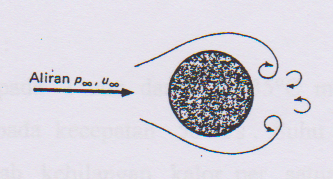 Aliran p∞, u∞